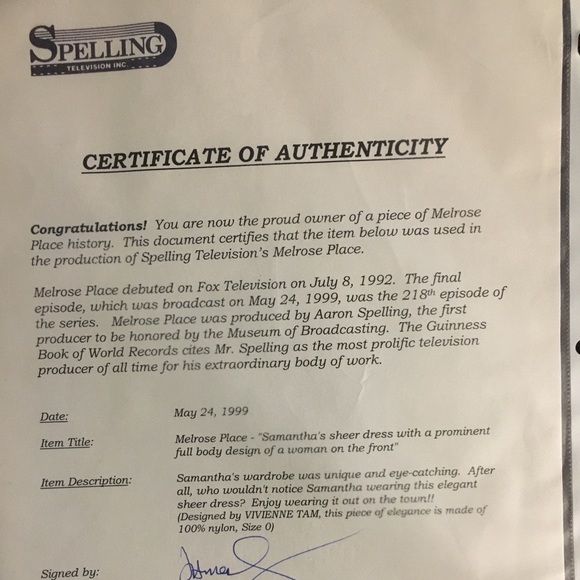 SPELLING
TELEVISION INC.
CERTIFICATE OF AUTHENTICITY
Congratulations! You are now the proud owner of a piece of Melrose
Place history. This document certifies that the item below was used in
the production of Spelling Television's Melrose Place.
Melrose Place debuted on Fox Television on July 8, 1992. The final
episode, which was broadcast on May 24, 1999, was the 218th episode of
the series. Melrose Place was produced by Aaron Spelling, the first
producer to be honored by the Museum of Broadcasting. The Guinness
Book of World Records cites Mr. Spelling as the most prolific television
producer of all time for his extraordinary body of work.
Date: May 24, 1999
Item Title: Melrose Place - "Samantha's sheer dress with a prominent
full body design of a woman on the front"
Item Description: Samantha's wardrobe was unique and eye-catching. After
all, who wouldn't notice Samantha wearing this elegant
sheer dress? Enjoy wearing it out on the town!!
(Designed by VIVIENNE TAM, this piece of elegance is made of
100% nylon, Size 0)
Signed by: